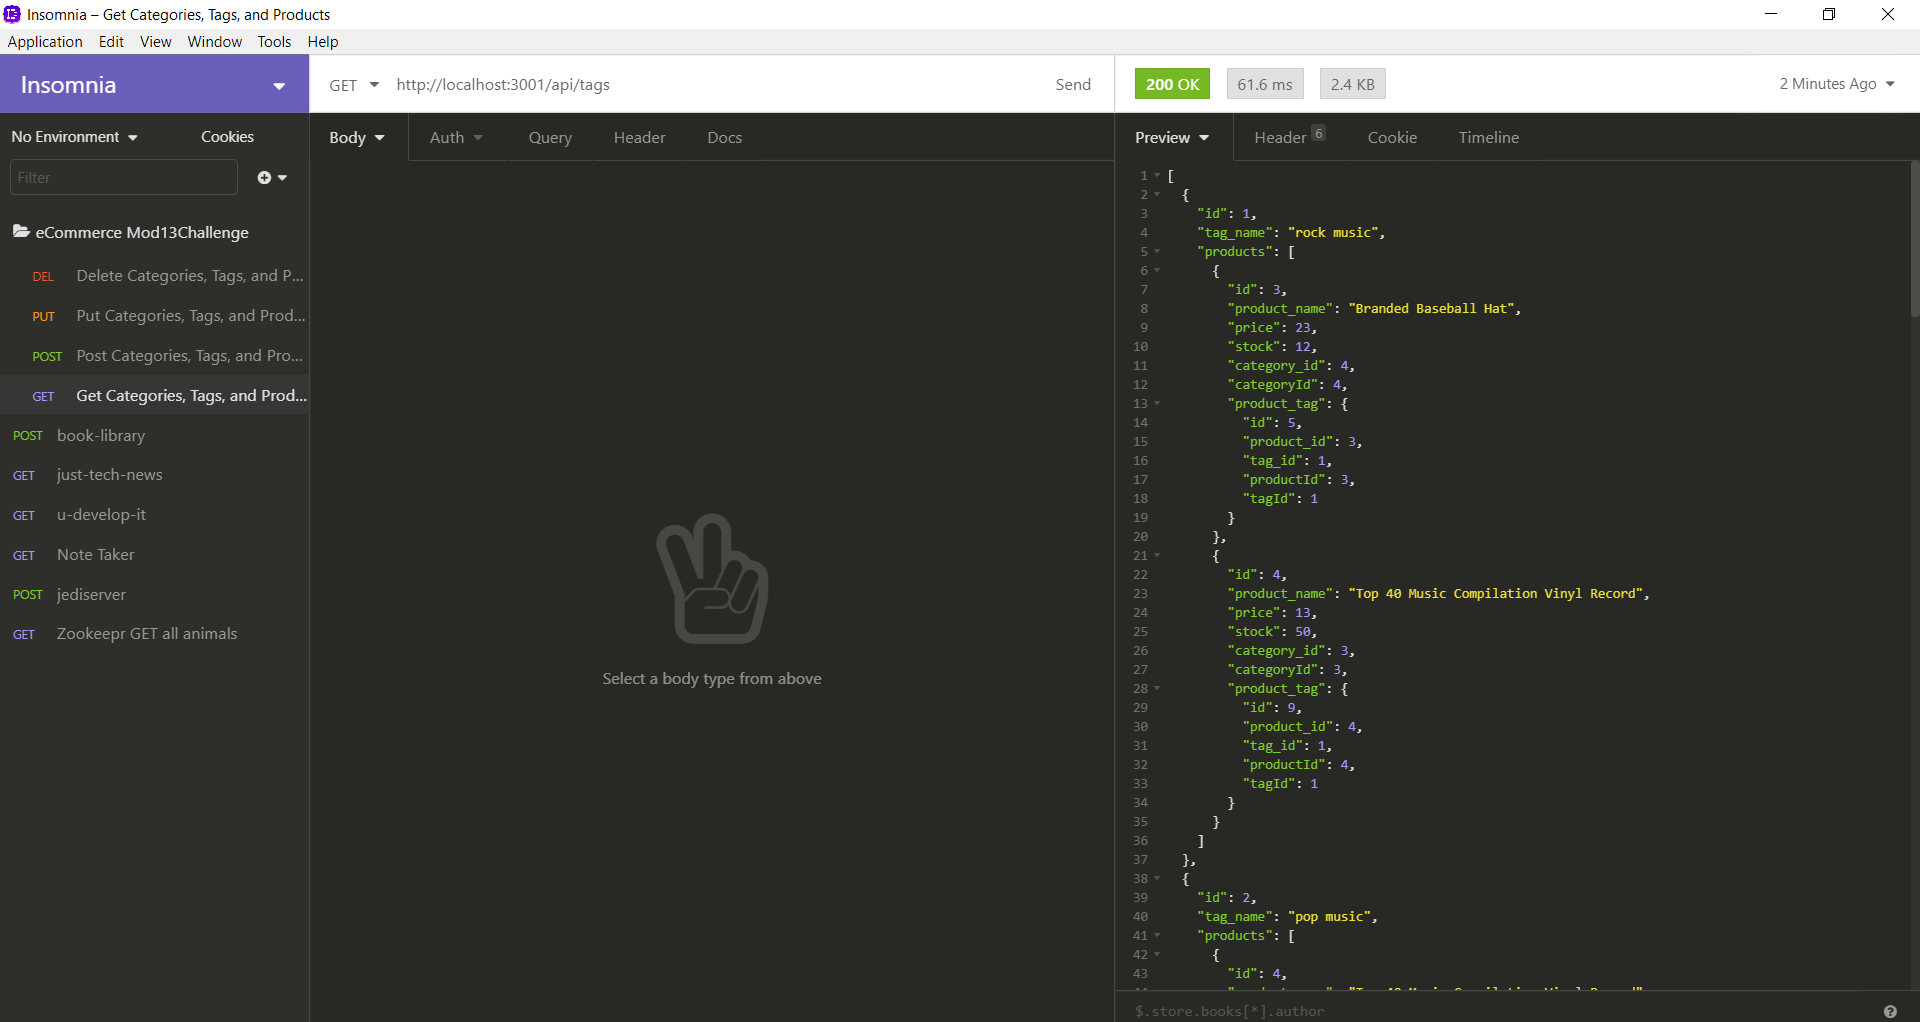 Insomnia – Get Categories, Tags, and Products
Application Edit View Window Tools Help
Insomnia
GET http://localhost:3001/api/tags Send
200 OK 61.6 ms 2.4 KB 2 Minutes Ago
No Environment Cookies
Filter
eCommerce Mod13Challenge
DEL Delete Categories, Tags, and P...
PUT Put Categories, Tags, and Prod...
POST Post Categories, Tags, and Pro...
GET Get Categories, Tags, and Prod...
POST book-library
GET just-tech-news
GET u-develop-it
GET Note Taker
POST jediserver
GET Zookeepr GET all animals
Body Auth Query Header Docs
Select a body type from above
Preview Header 6 Cookie Timeline
1 [
2 {
3 "id": 1,
4 "tag_name": "rock music",
5 "products": [
6 {
7 "id": 3,
8 "product_name": "Branded Baseball Hat",
9 "price": 23,
10 "stock": 12,
11 "category_id": 4,
12 "categoryId": 4,
13 "product_tag": {
14 "id": 5,
15 "product_id": 3,
16 "tag_id": 1,
17 "productId": 3,
18 "tagId": 1
19 }
20 },
21 {
22 "id": 4,
23 "product_name": "Top 40 Music Compilation Vinyl Record",
24 "price": 13,
25 "stock": 50,
26 "category_id": 3,
27 "categoryId": 3,
28 "product_tag": {
29 "id": 9,
30 "product_id": 4,
31 "tag_id": 1,
32 "productId": 4,
33 "tagId": 1
34 }
35 }
36 ]
37 },
38 {
39 "id": 2,
40 "tag_name": "pop music",
41 "products": [
42 {
43 "id": 4,
$.store.books[*].author